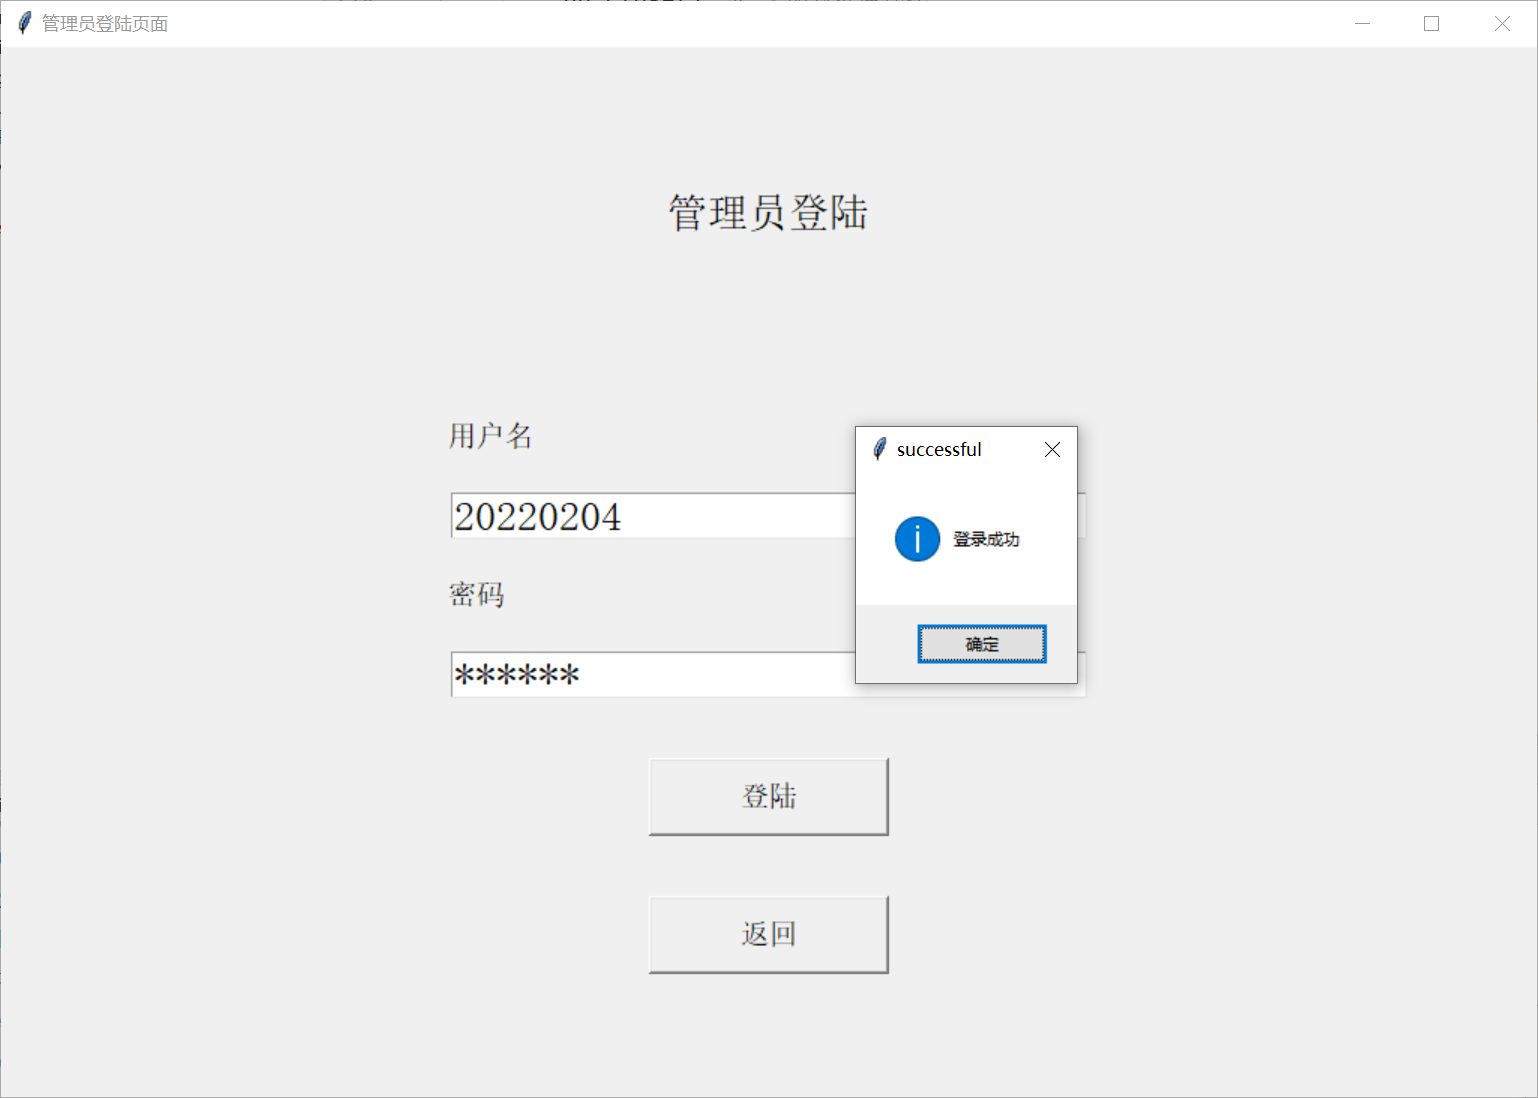 管理员登陆页面
管理员登陆
用户名
20220204
密码
******
successful
登录成功
确定
登陆
返回